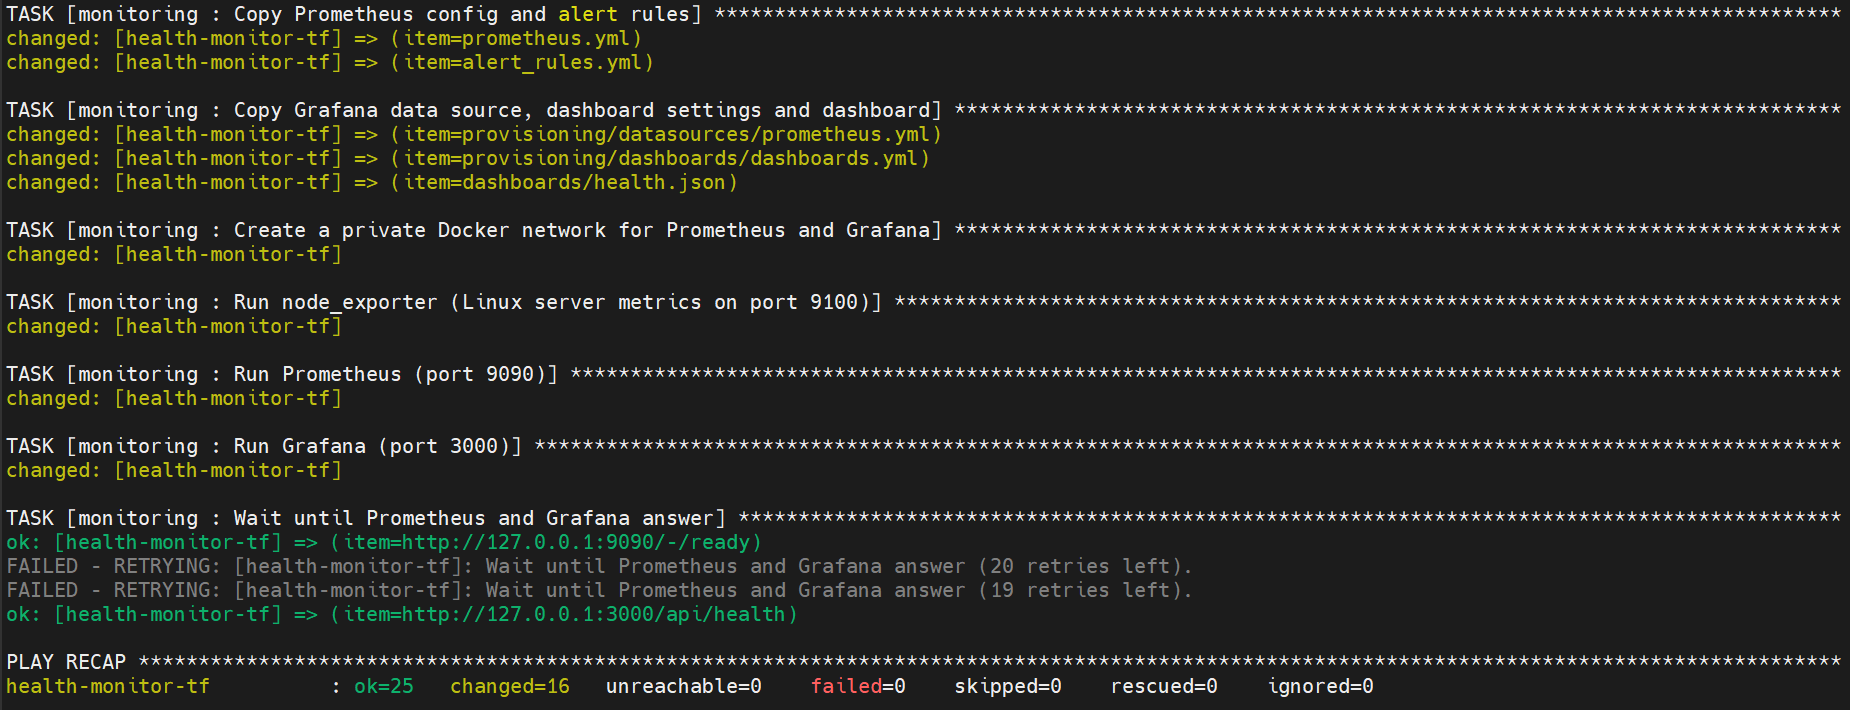 TASK [monitoring : Copy Prometheus config and alert rules] **********************************************************************************************
changed: [health-monitor-tf] => (item=prometheus.yml)
changed: [health-monitor-tf] => (item=alert_rules.yml)
TASK [monitoring : Copy Grafana data source, dashboard settings and dashboard] **************************************************************************
changed: [health-monitor-tf] => (item=provisioning/datasources/prometheus.yml)
changed: [health-monitor-tf] => (item=provisioning/dashboards/dashboards.yml)
changed: [health-monitor-tf] => (item=dashboards/health.json)
TASK [monitoring : Create a private Docker network for Prometheus and Grafana] **************************************************************************
changed: [health-monitor-tf]
TASK [monitoring : Run node_exporter (Linux server metrics on port 9100)] *******************************************************************************
changed: [health-monitor-tf]
TASK [monitoring : Run Prometheus (port 9090)] **********************************************************************************************************
changed: [health-monitor-tf]
TASK [monitoring : Run Grafana (port 3000)] *************************************************************************************************************
changed: [health-monitor-tf]
TASK [monitoring : Wait until Prometheus and Grafana answer] ********************************************************************************************
ok: [health-monitor-tf] => (item=http://127.0.0.1:9090/-/ready)
FAILED - RETRYING: [health-monitor-tf]: Wait until Prometheus and Grafana answer (20 retries left).
FAILED - RETRYING: [health-monitor-tf]: Wait until Prometheus and Grafana answer (19 retries left).
ok: [health-monitor-tf] => (item=http://127.0.0.1:3000/api/health)
PLAY RECAP **********************************************************************************************************************************************
health-monitor-tf          : ok=25   changed=16   unreachable=0    failed=0    skipped=0    rescued=0    ignored=0